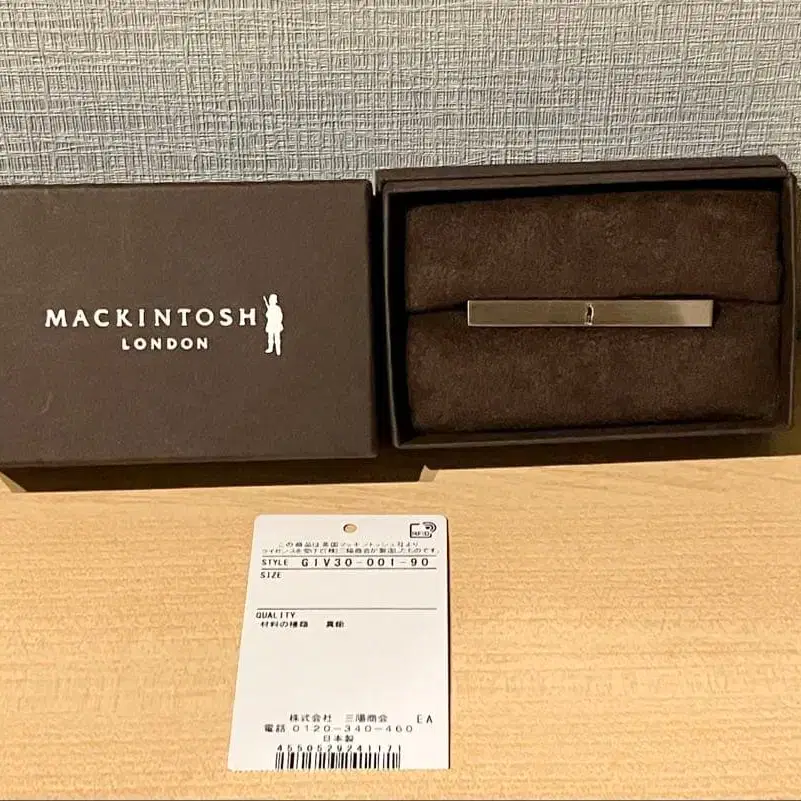 MACKINTOSH
LONDON
RFID
この商品は英国マッキントッシュ社より
ライセンスを受けて(株)三陽商会が製造したものです。
STYLE GIV30-001-90
SIZE
QUALITY
材料の種類 真鍮
株式会社 三陽商会 EA
電話 0120-340-460
日本製
4550529241171